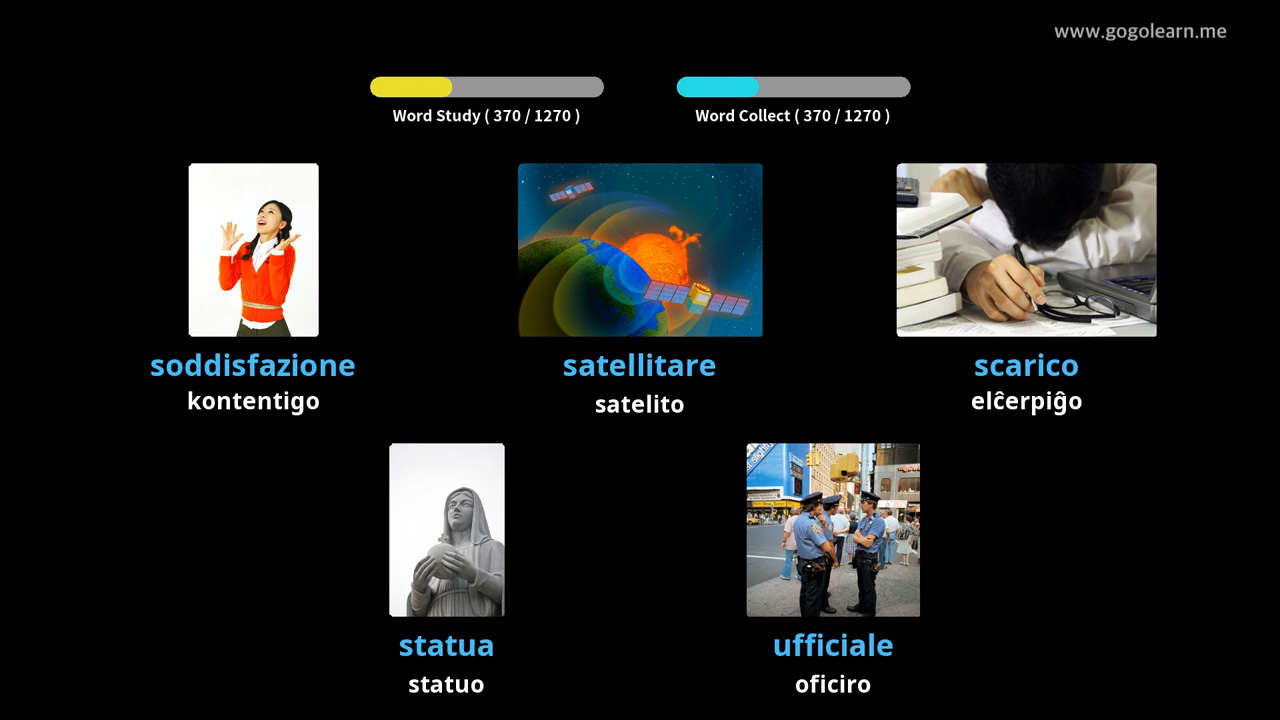 www.gogolearn.me
Word Study ( 370 / 1270 )
Word Collect ( 370 / 1270 )
soddisfazione
kontentigo
satellitare
satelito
scarico
elĉerpiĝo
statua
statuo
ufficiale
oficiro